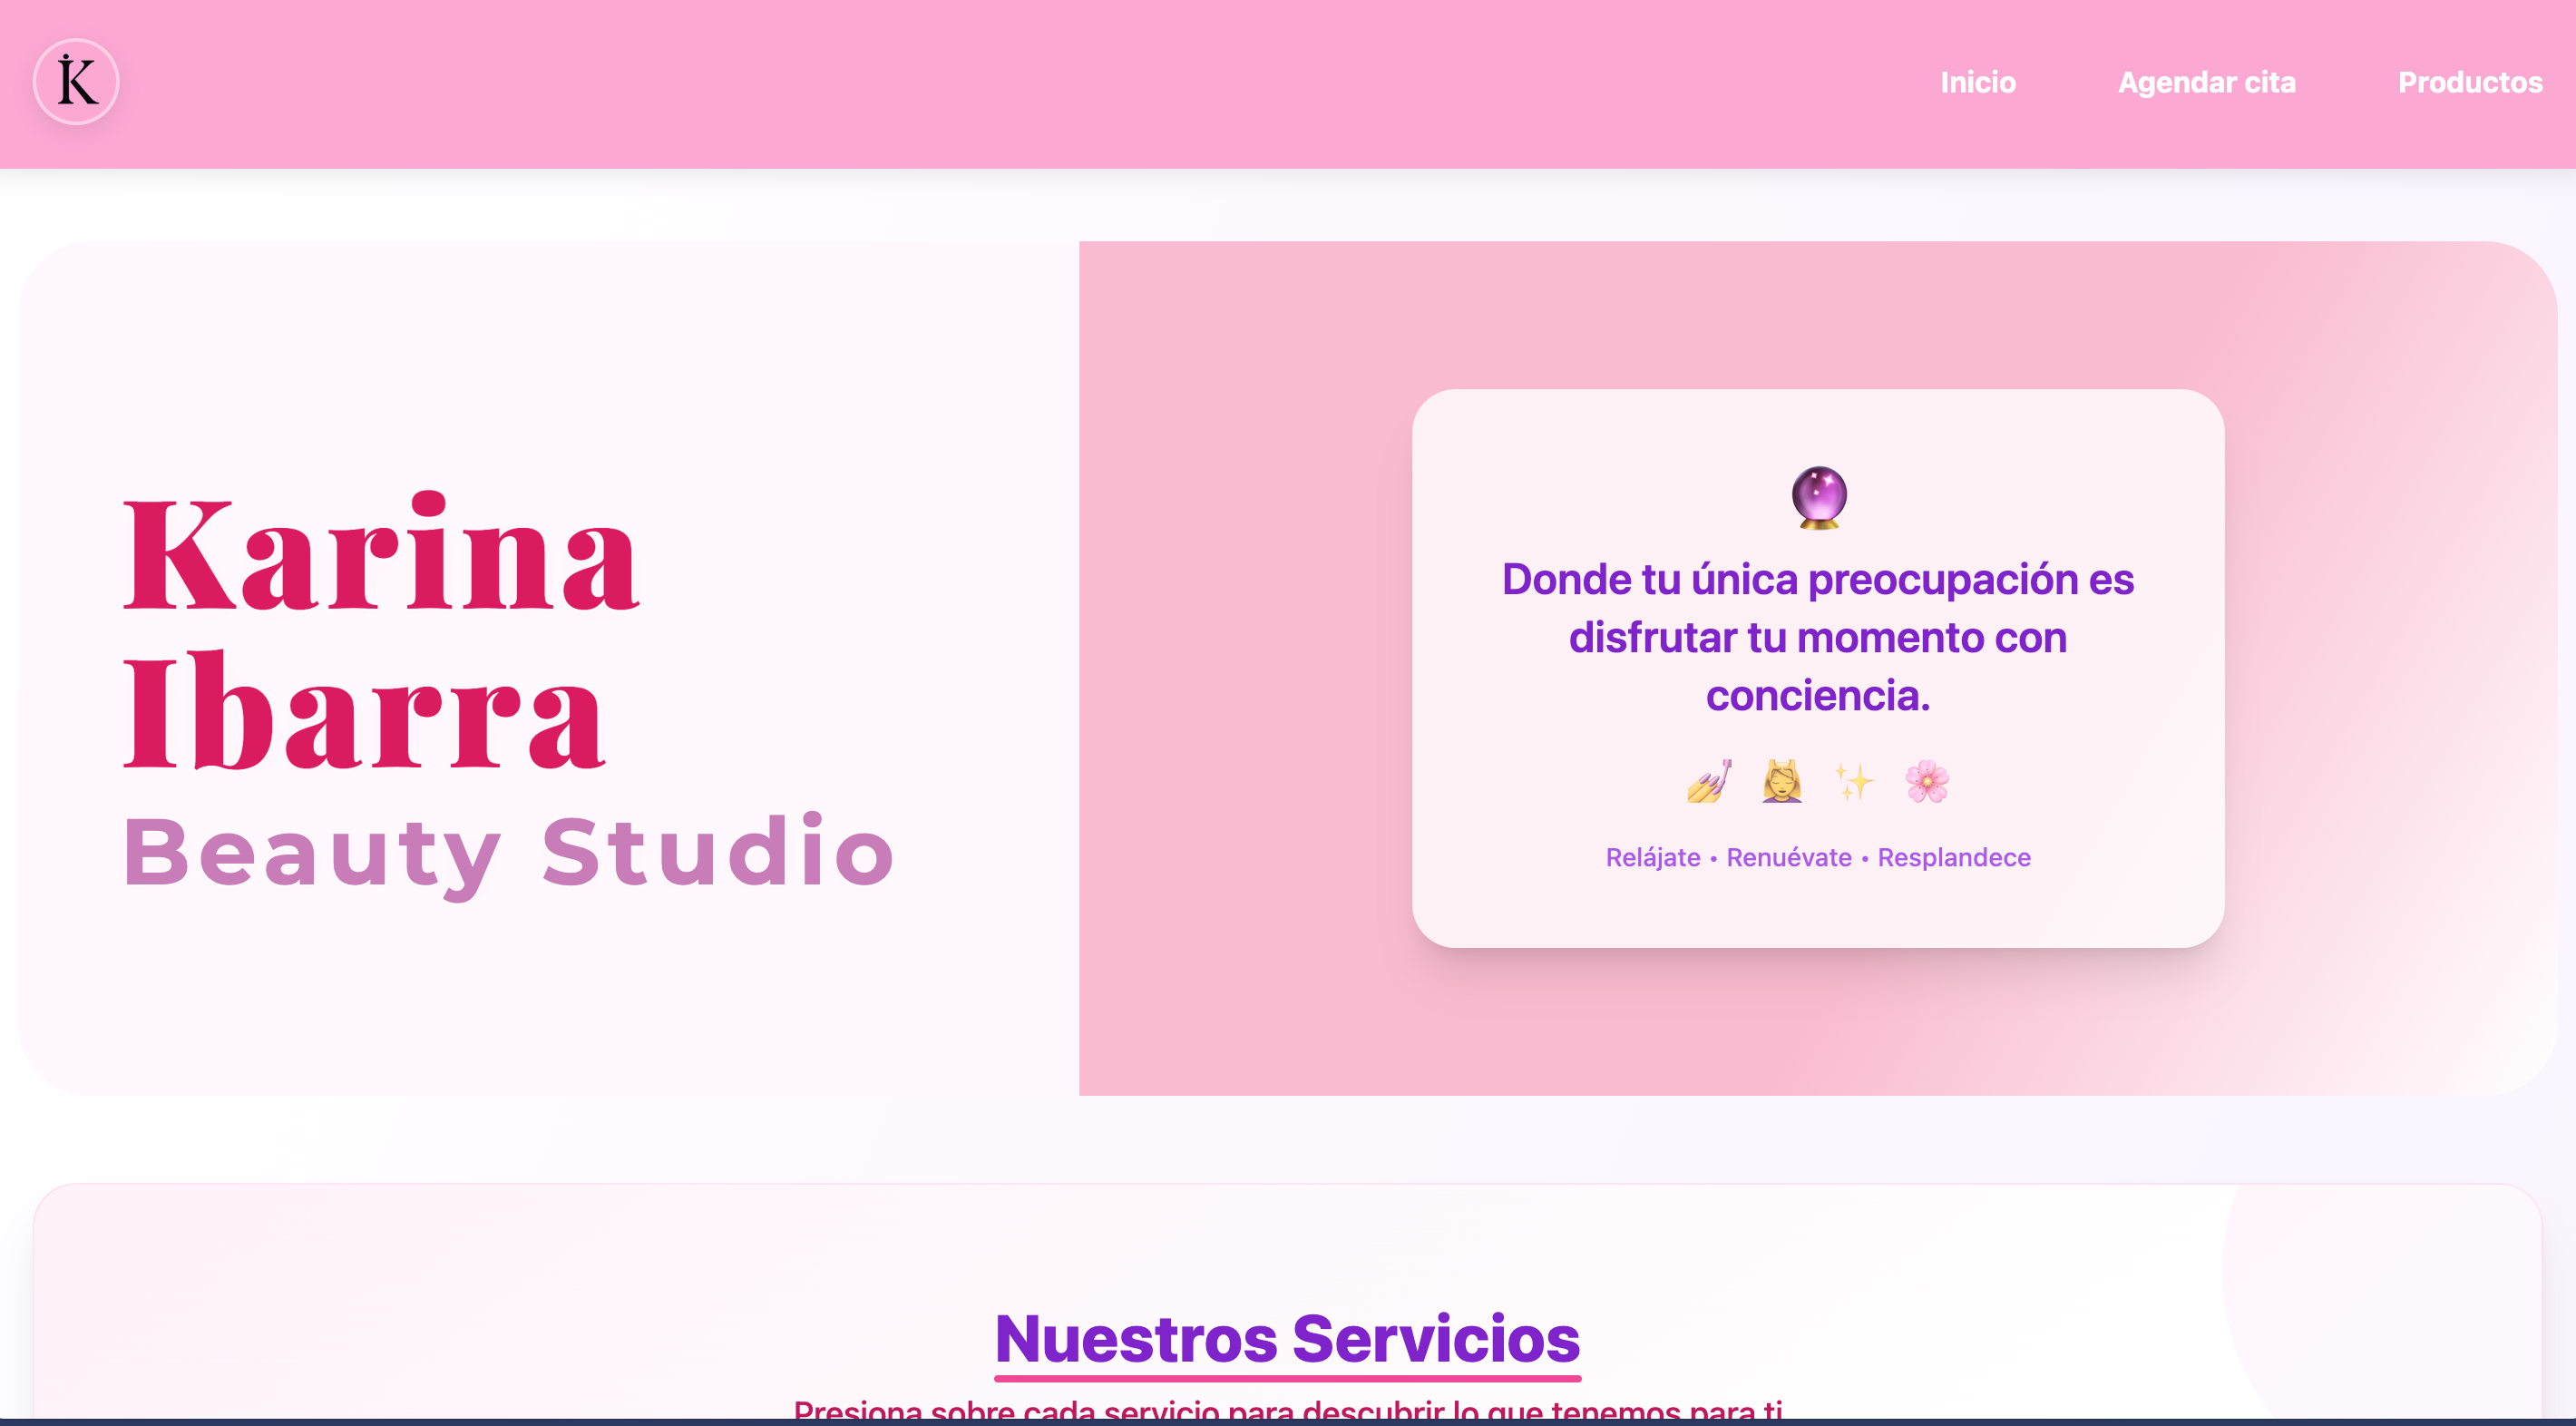 iK
Inicio
Agendar cita
Productos
Karina
Ibarra
Beauty Studio
Donde tu única preocupación es
disfrutar tu momento con
conciencia.
Relájate • Renuévate • Resplandece
Nuestros Servicios
Presiona sobre cada servicio para descubrir lo que tenemos para ti